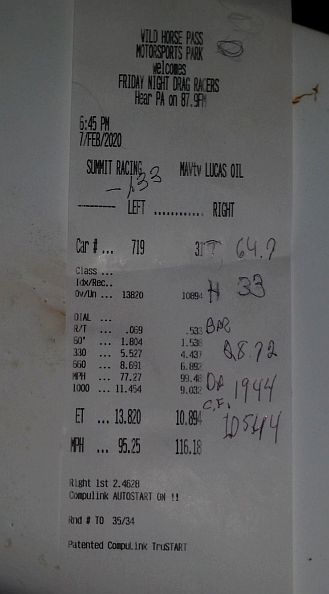 WILD HORSE PASS
MOTORSPORTS PARK
welcomes
FRIDAY NIGHT DRAG RACERS
Hear PA on 87.9FM
6:45 PM
7/FEB/2020
SUMMIT RACING MAVtv LUCAS OIL
-.133
--------- LEFT ............ RIGHT
Car # ... 719 31 T 64.7
Class ...
Idx/Rec.. H 33
Ov/Un ... 13820 10894
DIAL ... BAR
R/T ... .069 .533 28.72
60' ... 1.804 1.538
330 ... 5.527 4.437
660 ... 8.691 6.892
MPH ... 77.27 99.48 DA 1944
1000 ... 11.454 9.032 C.F.
ET ... 13.820 10.894
MPH ... 95.25 116.18
Right 1st 2.4628
CompuLink AUTOSTART ON !!
Rnd # TO 35/34
Patented CompuLink TruSTART